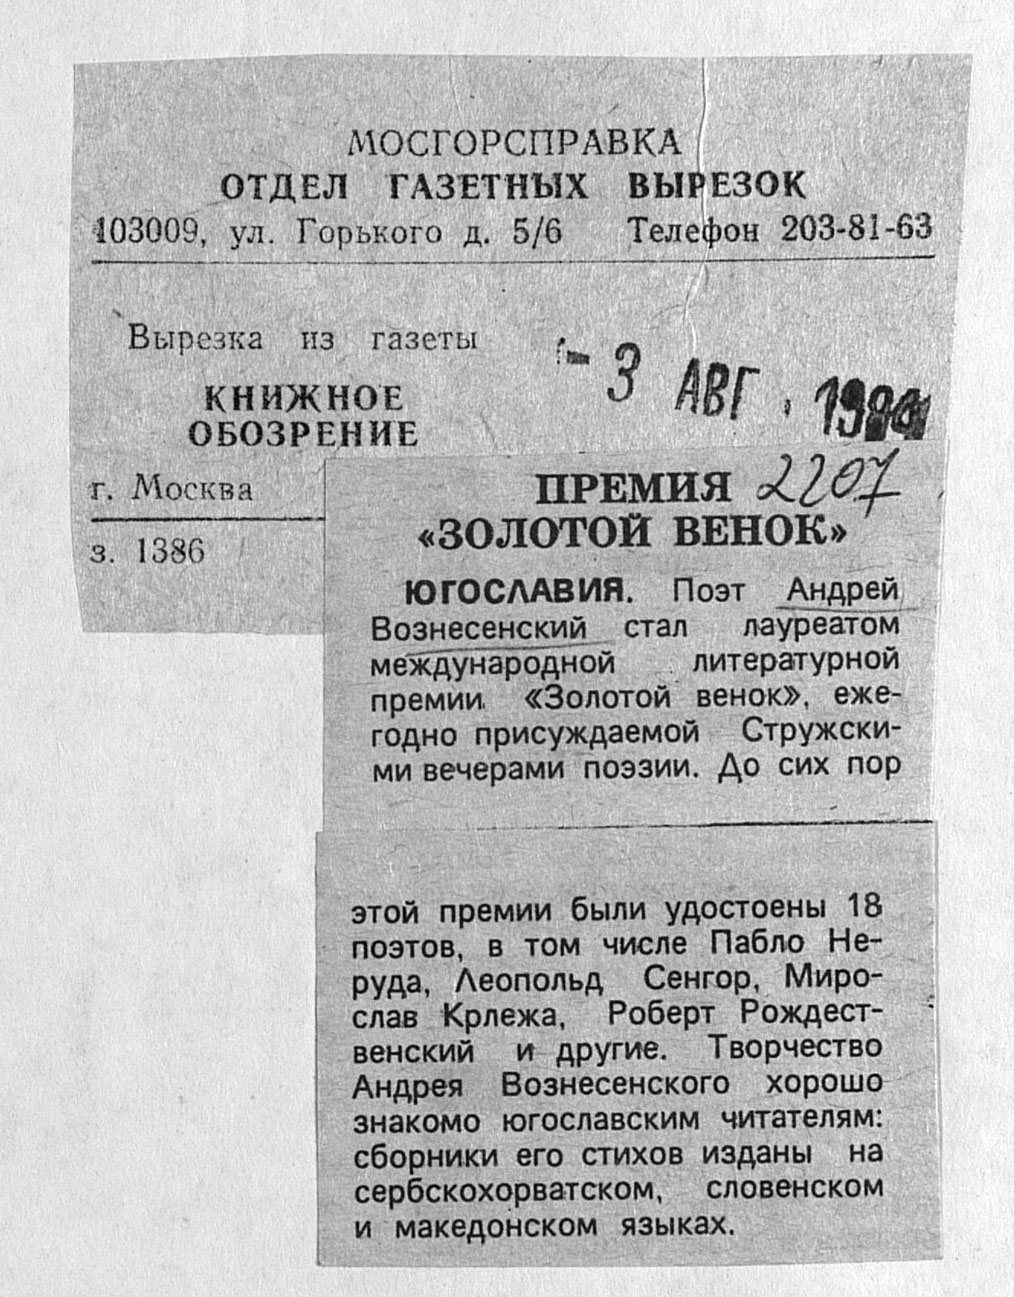 МОСГОРСПРАВКА
ОТДЕЛ ГАЗЕТНЫХ ВЫРЕЗОК
103009, ул. Горького д. 5/6 Телефон 203-81-63
Вырезка из газеты
КНИЖНОЕ
ОБОЗРЕНИЕ
г. Москва
з. 1386
- 3 АВГ.
2207
ПРЕМИЯ
«ЗОЛОТОЙ ВЕНОК»
ЮГОСЛАВИЯ. Поэт Андрей
Вознесенский стал лауреатом
международной литературной
премии «Золотой венок», еже-
годно присуждаемой Стружски-
ми вечерами поэзии. До сих пор
этой премии были удостоены 18
поэтов, в том числе Пабло Не-
руда, Леопольд Сенгор, Миро-
слав Крлежа, Роберт Рождест-
венский и другие. Творчество
Андрея Вознесенского хорошо
знакомо югославским читателям:
сборники его стихов изданы на
сербскохорватском, словенском
и македонском языках.